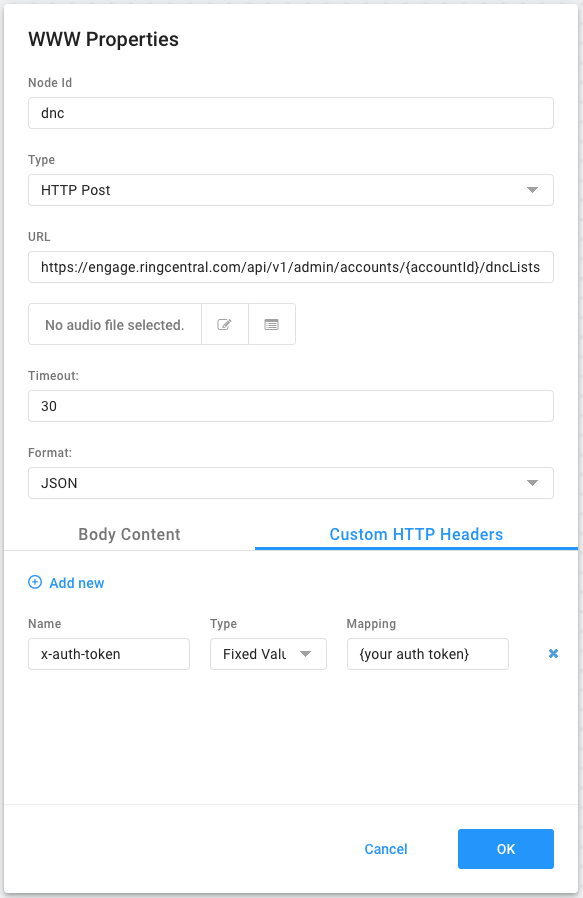 WWW Properties
Node Id
dnc
Type
HTTP Post
URL
https://engage.ringcentral.com/api/v1/admin/accounts/{accountId}/dncLists
No audio file selected.
Timeout:
30
Format:
JSON
Body Content Custom HTTP Headers
Add new
Name Type Mapping
x-auth-token Fixed Valu {your auth token}
Cancel OK